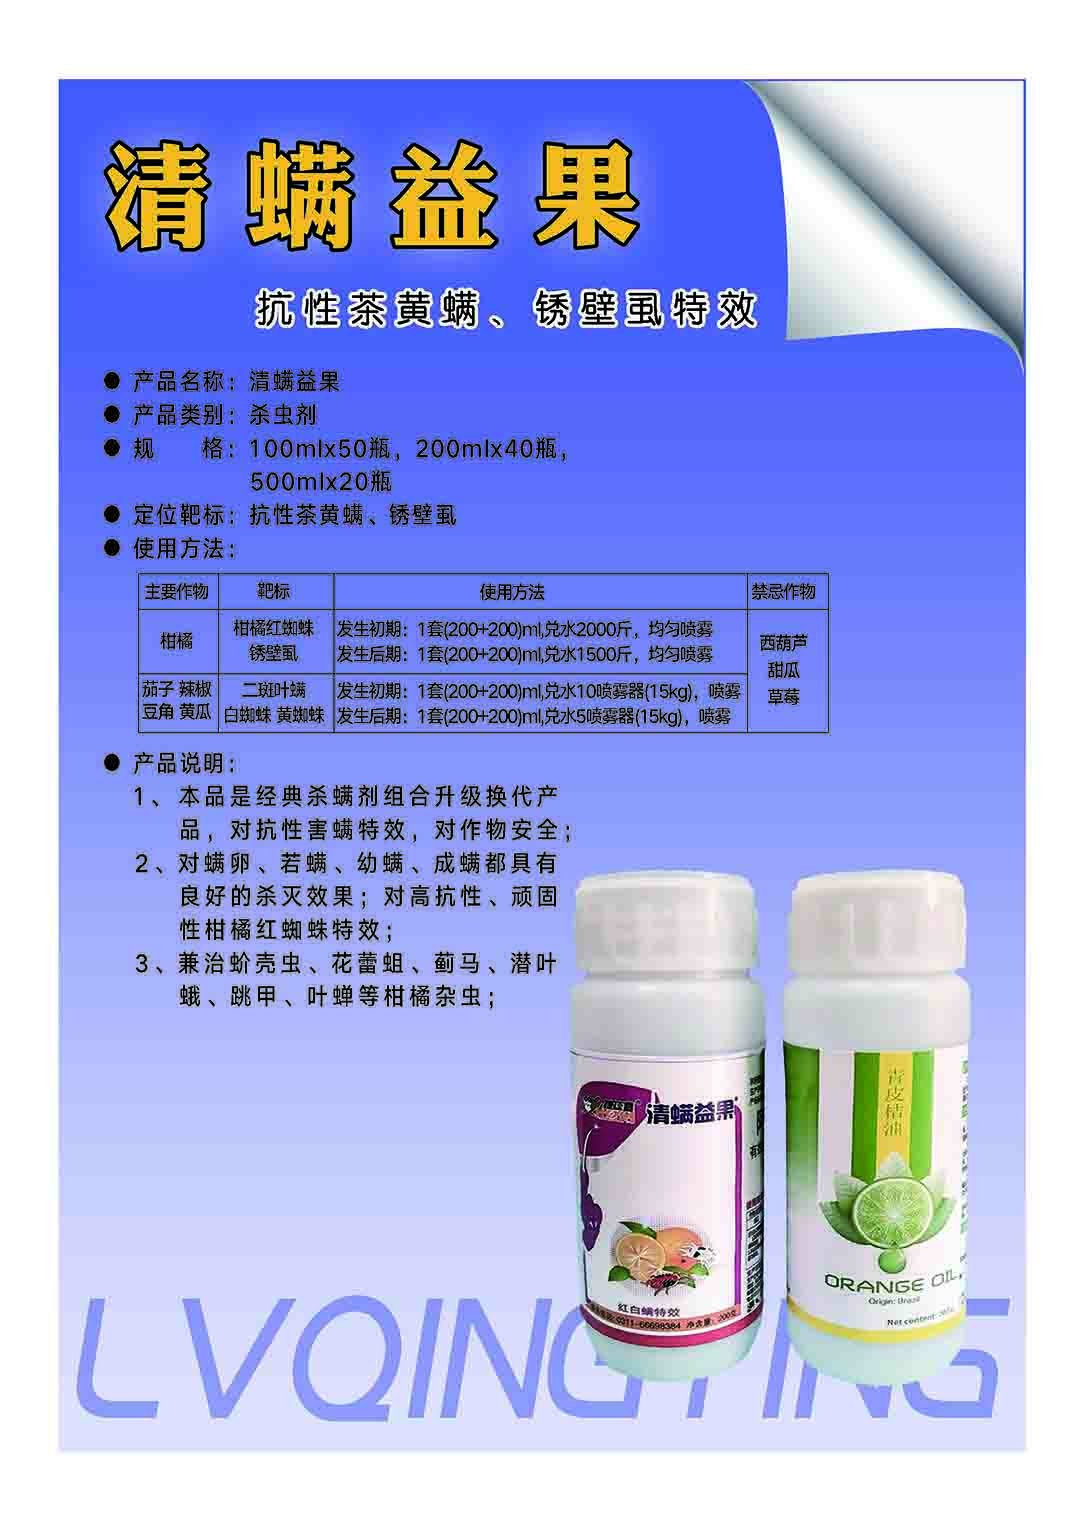 清螨益果
抗性茶黄螨、锈壁虱特效
● 产品名称：清螨益果
● 产品类别：杀虫剂
● 规 格：100mlx50瓶，200mlx40瓶，
500mlx20瓶
● 定位靶标：抗性茶黄螨、锈壁虱
● 使用方法：
主要作物 靶标 使用方法 禁忌作物
柑橘
柑橘红蜘蛛
锈壁虱
发生初期：1套(200+200)ml,兑水2000斤，均匀喷雾
发生后期：1套(200+200)ml,兑水1500斤，均匀喷雾
茄子 辣椒
豆角 黄瓜
二斑叶螨
白蜘蛛 黄蜘蛛
发生初期：1套(200+200)ml,兑水10喷雾器(15kg)，喷雾
发生后期：1套(200+200)ml,兑水5喷雾器(15kg)，喷雾
西葫芦
甜瓜
草莓
● 产品说明：
1、本品是经典杀螨剂组合升级换代产
品，对抗性害螨特效，对作物安全；
2、对螨卵、若螨、幼螨、成螨都具有
良好的杀灭效果；对高抗性、顽固
性柑橘红蜘蛛特效；
3、兼治蚧壳虫、花蕾蛆、蓟马、潜叶
蛾、跳甲、叶蝉等柑橘杂虫；
清螨益果
红白螨特效
0311-66698384 净含量：200克
青皮桔油
ORANGE OIL
Origin: Brazil
Net content:
LVQINGTING